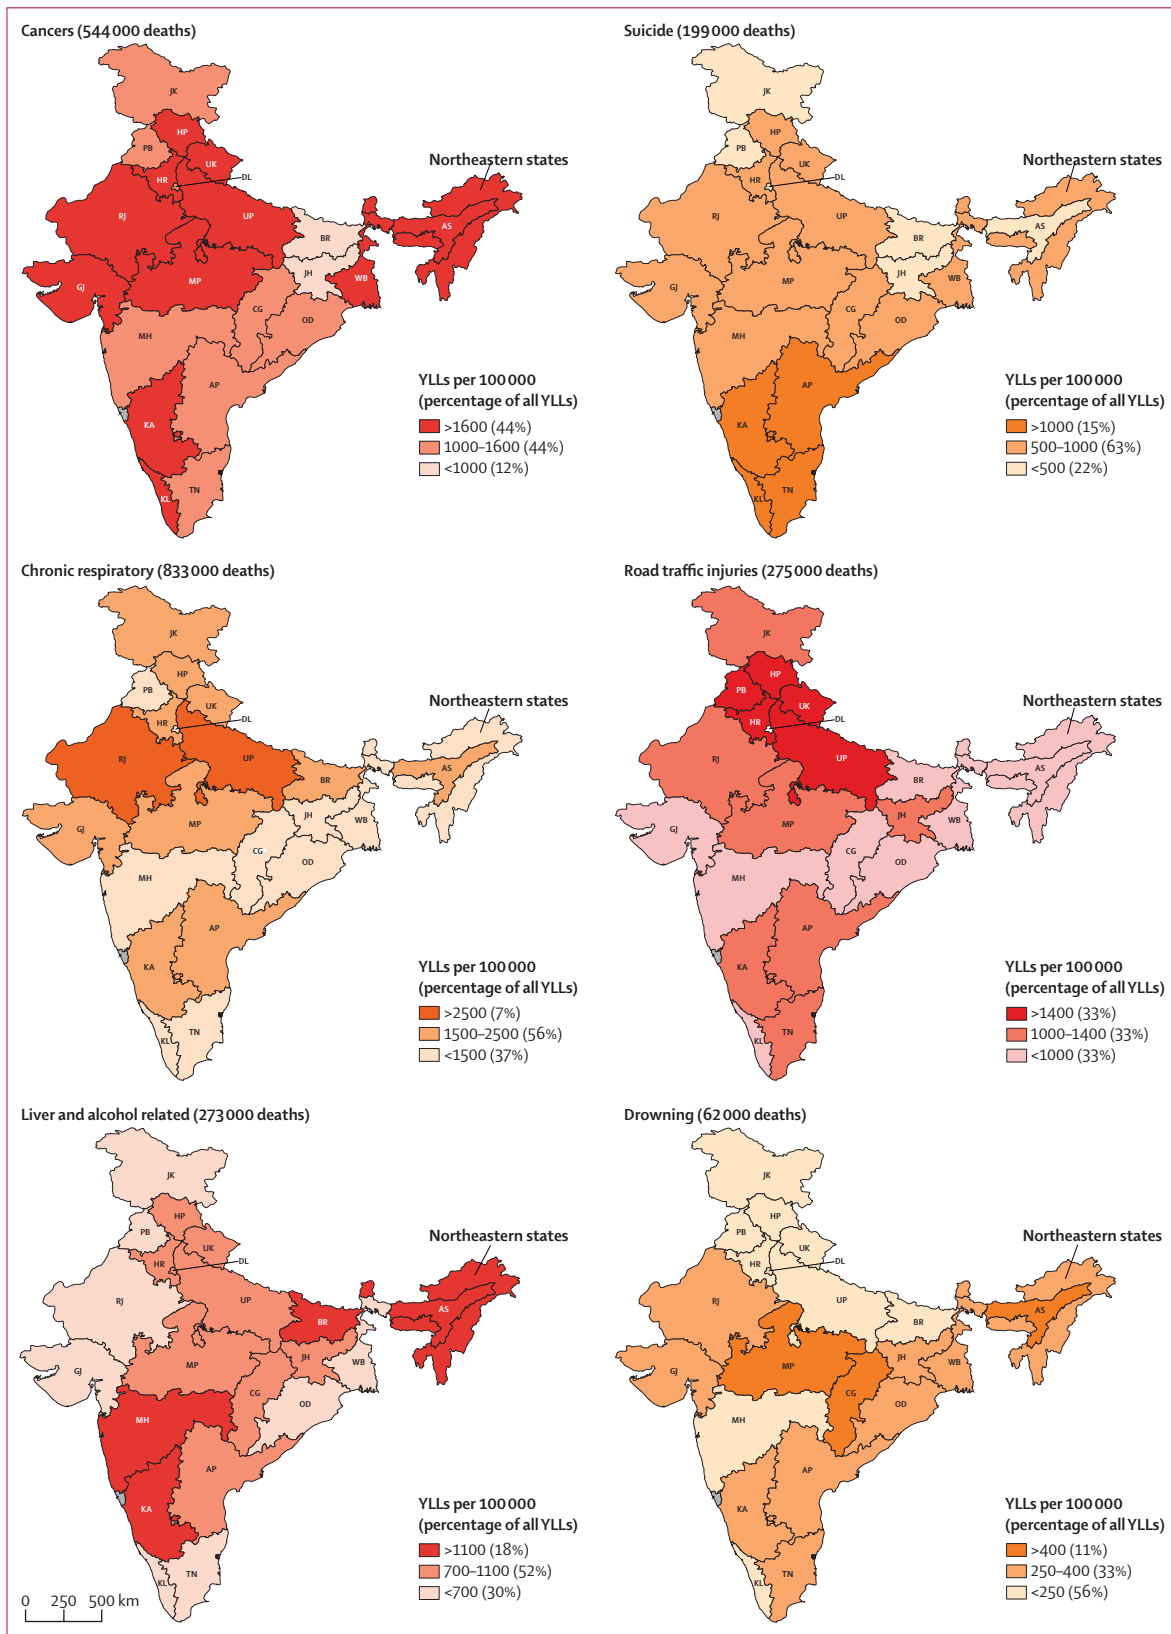 Cancers (544 000 deaths)
JK
HP
PB
UK
HR
DL
Northeastern states
RJ
UP
AS
BR
GJ
MP
JH
WB
CG
OD
MH
AP
KA
KL
TN
YLLs per 100 000
(percentage of all YLLs)
>1600 (44%)
1000–1600 (44%)
<1000 (12%)
Suicide (199 000 deaths)
JK
HP
PB
UK
HR
DL
Northeastern states
RJ
UP
AS
BR
GJ
MP
JH
WB
CG
OD
MH
AP
KA
KL
TN
YLLs per 100 000
(percentage of all YLLs)
>1000 (15%)
500–1000 (63%)
<500 (22%)
Chronic respiratory (833 000 deaths)
JK
HP
PB
UK
HR
DL
Northeastern states
RJ
UP
AS
BR
GJ
MP
JH
WB
CG
OD
MH
AP
KA
KL
TN
YLLs per 100 000
(percentage of all YLLs)
>2500 (7%)
1500–2500 (56%)
<1500 (37%)
Road traffic injuries (275 000 deaths)
JK
HP
PB
UK
HR
DL
Northeastern states
RJ
UP
AS
BR
GJ
MP
JH
WB
CG
OD
MH
AP
KA
KL
TN
YLLs per 100 000
(percentage of all YLLs)
>1400 (33%)
1000–1400 (33%)
<1000 (33%)
Liver and alcohol related (273 000 deaths)
JK
HP
PB
UK
HR
DL
Northeastern states
RJ
UP
AS
BR
GJ
MP
JH
WB
CG
OD
MH
AP
KA
KL
TN
YLLs per 100 000
(percentage of all YLLs)
>1100 (18%)
700–1100 (52%)
<700 (30%)
0 250 500 km
Drowning (62 000 deaths)
JK
HP
PB
UK
HR
DL
Northeastern states
RJ
UP
AS
BR
GJ
MP
JH
WB
CG
OD
MH
AP
KA
KL
TN
YLLs per 100 000
(percentage of all YLLs)
>400 (11%)
250–400 (33%)
<250 (56%)